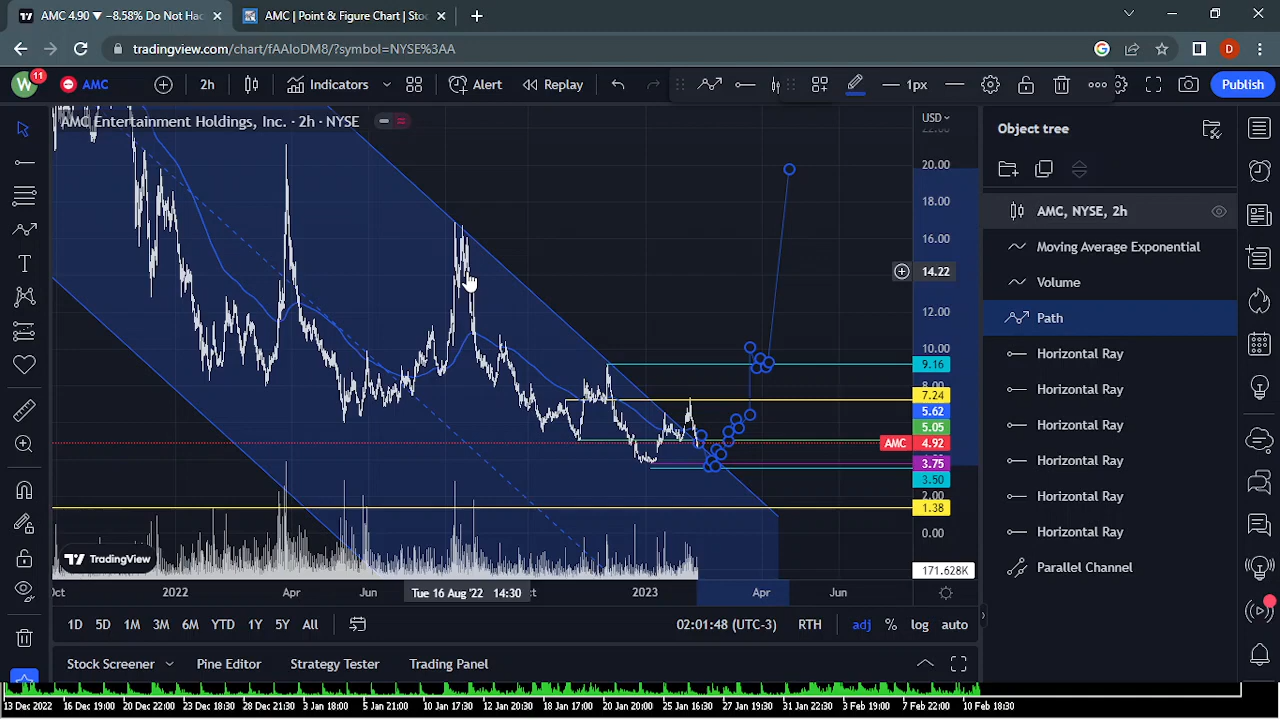 AMC 4.90 ▼ −8.58% Do Not Hac
AMC | Point & Figure Chart | Stoc
tradingview.com/chart/fAAIoDM8/?symbol=NYSE%3AA
D
W 11
AMC
2h
Indicators
Alert
Replay
1px
Publish
AMC Entertainment Holdings, Inc. · 2h · NYSE
USD
22.00
20.00
18.00
16.00
14.22
12.00
10.00
9.16
8.00
7.24
5.62
5.05
AMC 4.92
3.75
3.50
2.00
1.38
0.00
171.628K
TradingView
Oct
2022
Apr
Jun
Tue 16 Aug '22 14:30
ct
2023
Apr
Jun
1D 5D 1M 3M 6M YTD 1Y 5Y All
02:01:48 (UTC-3)
RTH
adj % log auto
Stock Screener
Pine Editor
Strategy Tester
Trading Panel
Object tree
AMC, NYSE, 2h
Moving Average Exponential
Volume
Path
Horizontal Ray
Horizontal Ray
Horizontal Ray
Horizontal Ray
Horizontal Ray
Horizontal Ray
Parallel Channel
13 Dec 2022 16 Dec 19:00 22 Dec 22:00 28 Dec 21:30 3 Jan 18:00 5 Jan 21:00 10 Jan 17:30 12 Jan 20:30 18 Jan 17:00 20 Jan 20:00 25 Jan 16:30 27 Jan 19:30 31 Jan 22:30 3 Feb 19:00 7 Feb 22:00 10 Feb 18:30